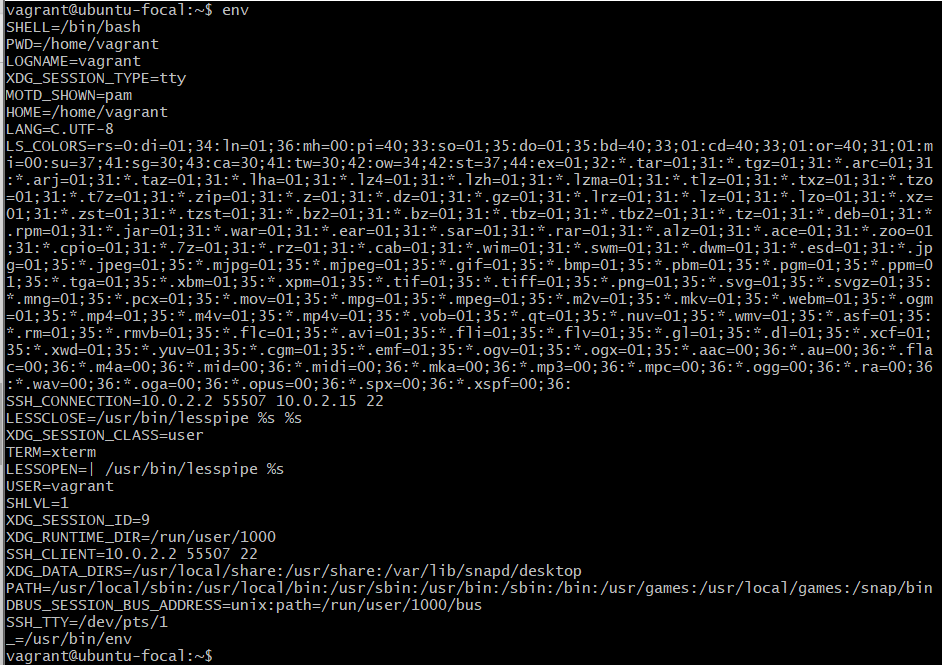 vagrant@ubuntu-focal:~$ env
SHELL=/bin/bash
PWD=/home/vagrant
LOGNAME=vagrant
XDG_SESSION_TYPE=tty
MOTD_SHOWN=pam
HOME=/home/vagrant
LANG=C.UTF-8
LS_COLORS=rs=0:di=01;34:ln=01;36:mh=00:pi=40;33:so=01;35:do=01;35:bd=40;33;01:cd=40;33;01:or=40;31;01:m
i=00:su=37;41:sg=30;43:ca=30;41:tw=30;42:ow=34;42:st=37;44:ex=01;32:*.tar=01;31:*.tgz=01;31:*.arc=01;31
:*.arj=01;31:*.taz=01;31:*.lha=01;31:*.lz4=01;31:*.lzh=01;31:*.lzma=01;31:*.tlz=01;31:*.txz=01;31:*.tzo
=01;31:*.t7z=01;31:*.zip=01;31:*.z=01;31:*.dz=01;31:*.gz=01;31:*.lrz=01;31:*.lz=01;31:*.lzo=01;31:*.xz=
01;31:*.zst=01;31:*.tzst=01;31:*.bz2=01;31:*.bz=01;31:*.tbz=01;31:*.tbz2=01;31:*.tz=01;31:*.deb=01;31:*
.rpm=01;31:*.jar=01;31:*.war=01;31:*.ear=01;31:*.sar=01;31:*.rar=01;31:*.alz=01;31:*.ace=01;31:*.zoo=01
;31:*.cpio=01;31:*.7z=01;31:*.rz=01;31:*.cab=01;31:*.wim=01;31:*.swm=01;31:*.dwm=01;31:*.esd=01;31:*.jp
g=01;35:*.jpeg=01;35:*.mjpg=01;35:*.mjpeg=01;35:*.gif=01;35:*.bmp=01;35:*.pbm=01;35:*.pgm=01;35:*.ppm=0
1;35:*.tga=01;35:*.xbm=01;35:*.xpm=01;35:*.tif=01;35:*.tiff=01;35:*.png=01;35:*.svg=01;35:*.svgz=01;35:
*.mng=01;35:*.pcx=01;35:*.mov=01;35:*.mpg=01;35:*.mpeg=01;35:*.m2v=01;35:*.mkv=01;35:*.webm=01;35:*.ogm
=01;35:*.mp4=01;35:*.m4v=01;35:*.mp4v=01;35:*.vob=01;35:*.qt=01;35:*.nuv=01;35:*.wmv=01;35:*.asf=01;35:
*.rm=01;35:*.rmvb=01;35:*.flc=01;35:*.avi=01;35:*.fli=01;35:*.flv=01;35:*.gl=01;35:*.dl=01;35:*.xcf=01;
35:*.xwd=01;35:*.yuv=01;35:*.cgm=01;35:*.emf=01;35:*.ogv=01;35:*.ogx=01;35:*.aac=00;36:*.au=00;36:*.fla
c=00;36:*.m4a=00;36:*.mid=00;36:*.midi=00;36:*.mka=00;36:*.mp3=00;36:*.mpc=00;36:*.ogg=00;36:*.ra=00;36
:*.wav=00;36:*.oga=00;36:*.opus=00;36:*.spx=00;36:*.xspf=00;36:
SSH_CONNECTION=10.0.2.2 55507 10.0.2.15 22
LESSCLOSE=/usr/bin/lesspipe %s %s
XDG_SESSION_CLASS=user
TERM=xterm
LESSOPEN=| /usr/bin/lesspipe %s
USER=vagrant
SHLVL=1
XDG_SESSION_ID=9
XDG_RUNTIME_DIR=/run/user/1000
SSH_CLIENT=10.0.2.2 55507 22
XDG_DATA_DIRS=/usr/local/share:/usr/share:/var/lib/snapd/desktop
PATH=/usr/local/sbin:/usr/local/bin:/usr/sbin:/usr/bin:/sbin:/bin:/usr/games:/usr/local/games:/snap/bin
DBUS_SESSION_BUS_ADDRESS=unix:path=/run/user/1000/bus
SSH_TTY=/dev/pts/1
_=/usr/bin/env
vagrant@ubuntu-focal:~$